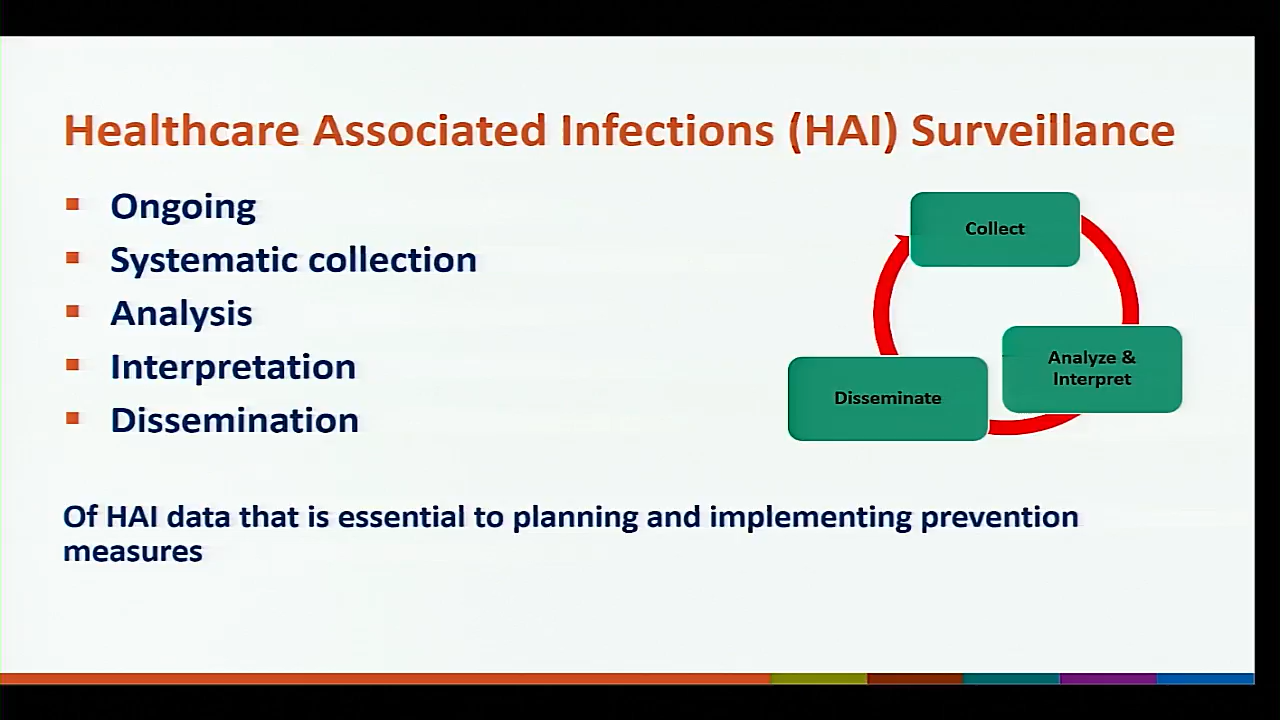 Healthcare Associated Infections (HAI) Surveillance
Ongoing
Systematic collection
Analysis
Interpretation
Dissemination
Collect
Analyze &
Interpret
Disseminate
Of HAI data that is essential to planning and implementing prevention
measures